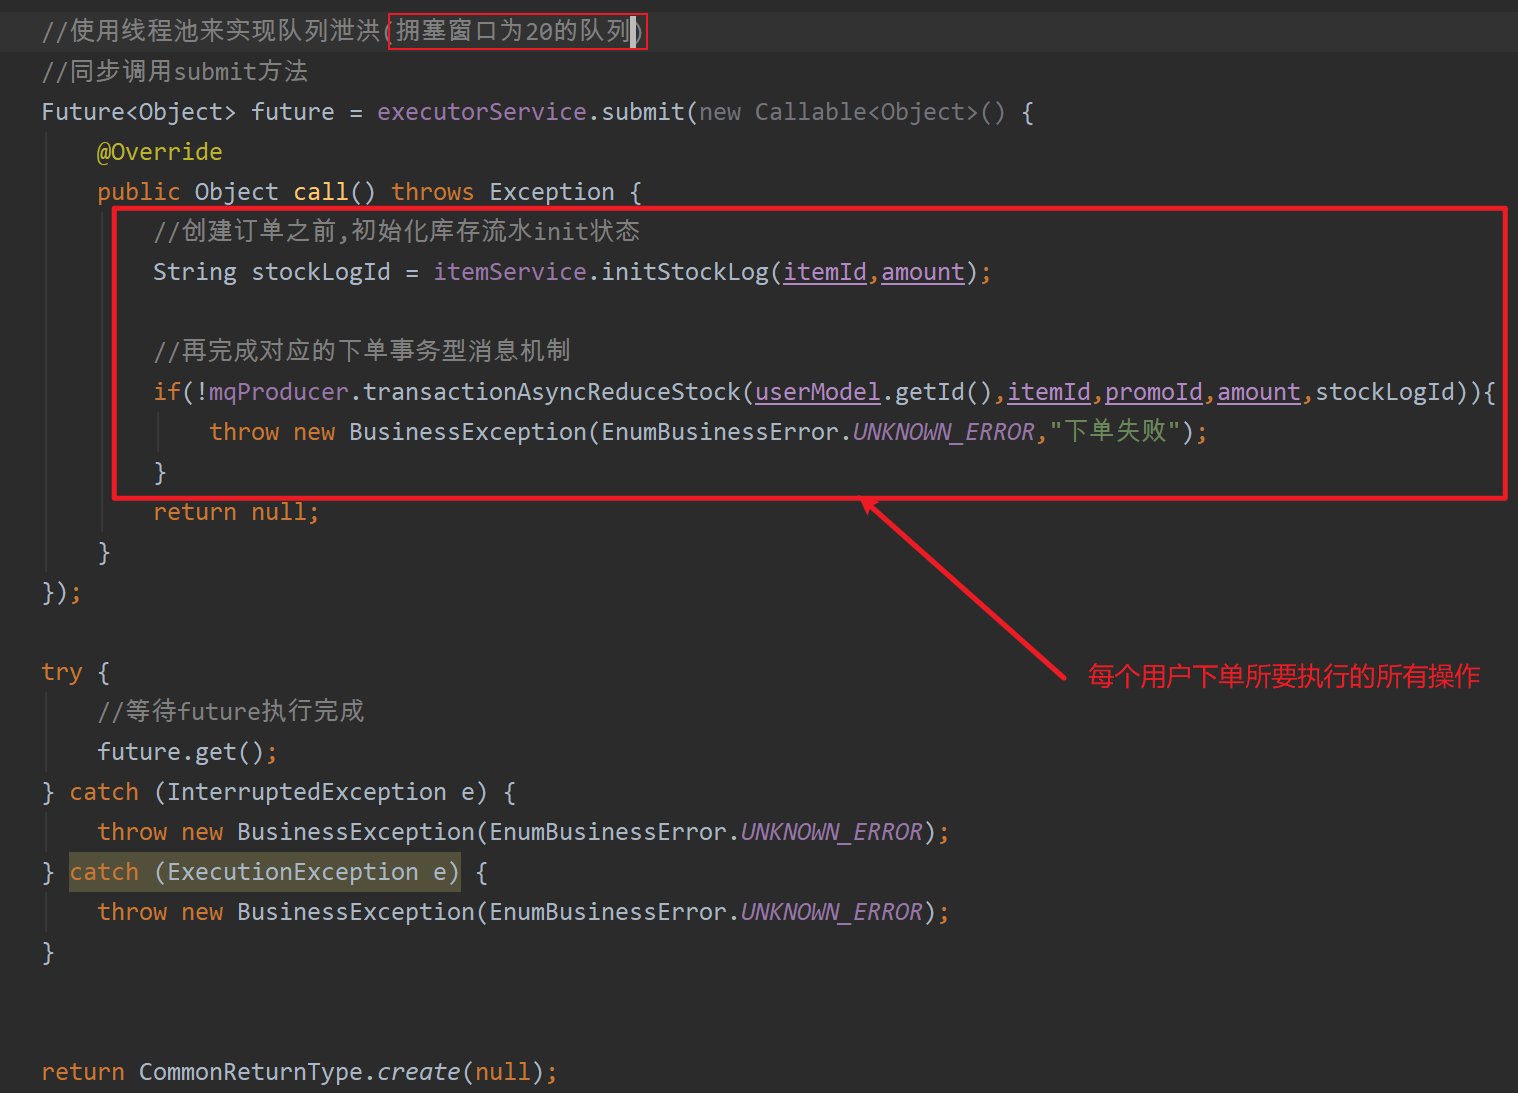 //使用线程池来实现队列泄洪(拥塞窗口为20的队列)
//同步调用submit方法
Future<Object> future = executorService.submit(new Callable<Object>() {
@Override
public Object call() throws Exception {
//创建订单之前,初始化库存流水init状态
String stockLogId = itemService.initStockLog(itemId,amount);
//再完成对应的下单事务型消息机制
if(!mqProducer.transactionAsyncReduceStock(userModel.getId(),itemId,promoId,amount,stockLogId)){
throw new BusinessException(EnumBusinessError.UNKNOWN_ERROR,"下单失败");
}
return null;
}
});
try {
每个用户下单所要执行的所有操作
//等待future执行完成
future.get();
} catch (InterruptedException e) {
throw new BusinessException(EnumBusinessError.UNKNOWN_ERROR);
} catch (ExecutionException e) {
throw new BusinessException(EnumBusinessError.UNKNOWN_ERROR);
}
return CommonReturnType.create(null);